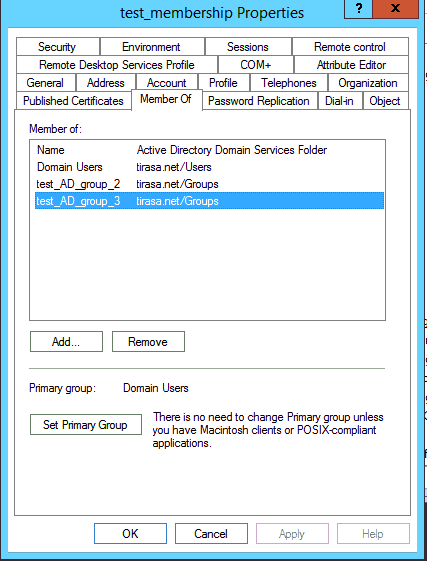 test_membership Properties
? x
Security Environment Sessions Remote control
Remote Desktop Services Profile COM+ Attribute Editor
General Address Account Profile Telephones Organization
Published Certificates Member Of Password Replication Dial-in Object
Member of:
Name Active Directory Domain Services Folder
Domain Users tirasa.net/Users
test_AD_group_2 tirasa.net/Groups
test_AD_group_3 tirasa.net/Groups
Add... Remove
Primary group: Domain Users
Set Primary Group
There is no need to change Primary group unless
you have Macintosh clients or POSIX-compliant
applications.
OK Cancel Apply Help